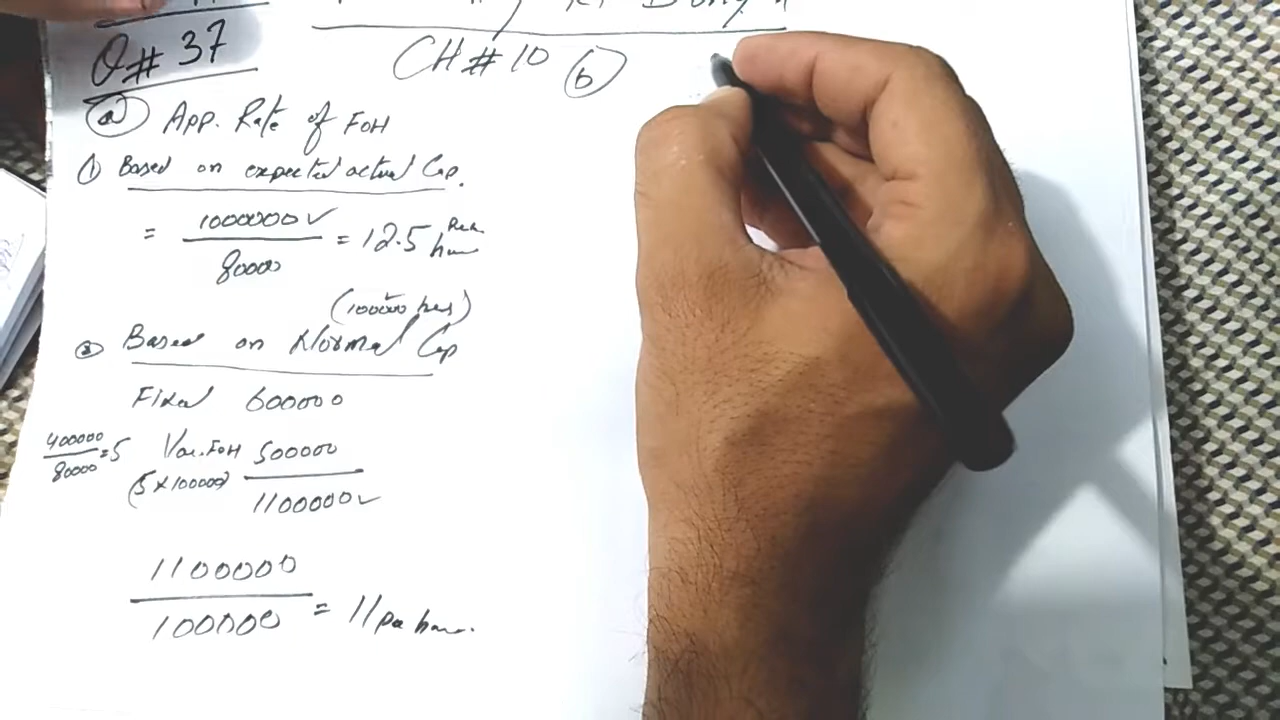 Q# 37
CH# 10
(a) App. Rate of FOH
(1) Based on expected actual Cap.
= 1000000 / 80000 = 12.5 per hour
(100000 hrs)
(2) Based on Normal Cap
Fixed 600000
400000 / 80000 = 5 Var. FOH 500000
(5 x 100000)
1100000
1100000 / 100000 = 11 per hour.
(b)